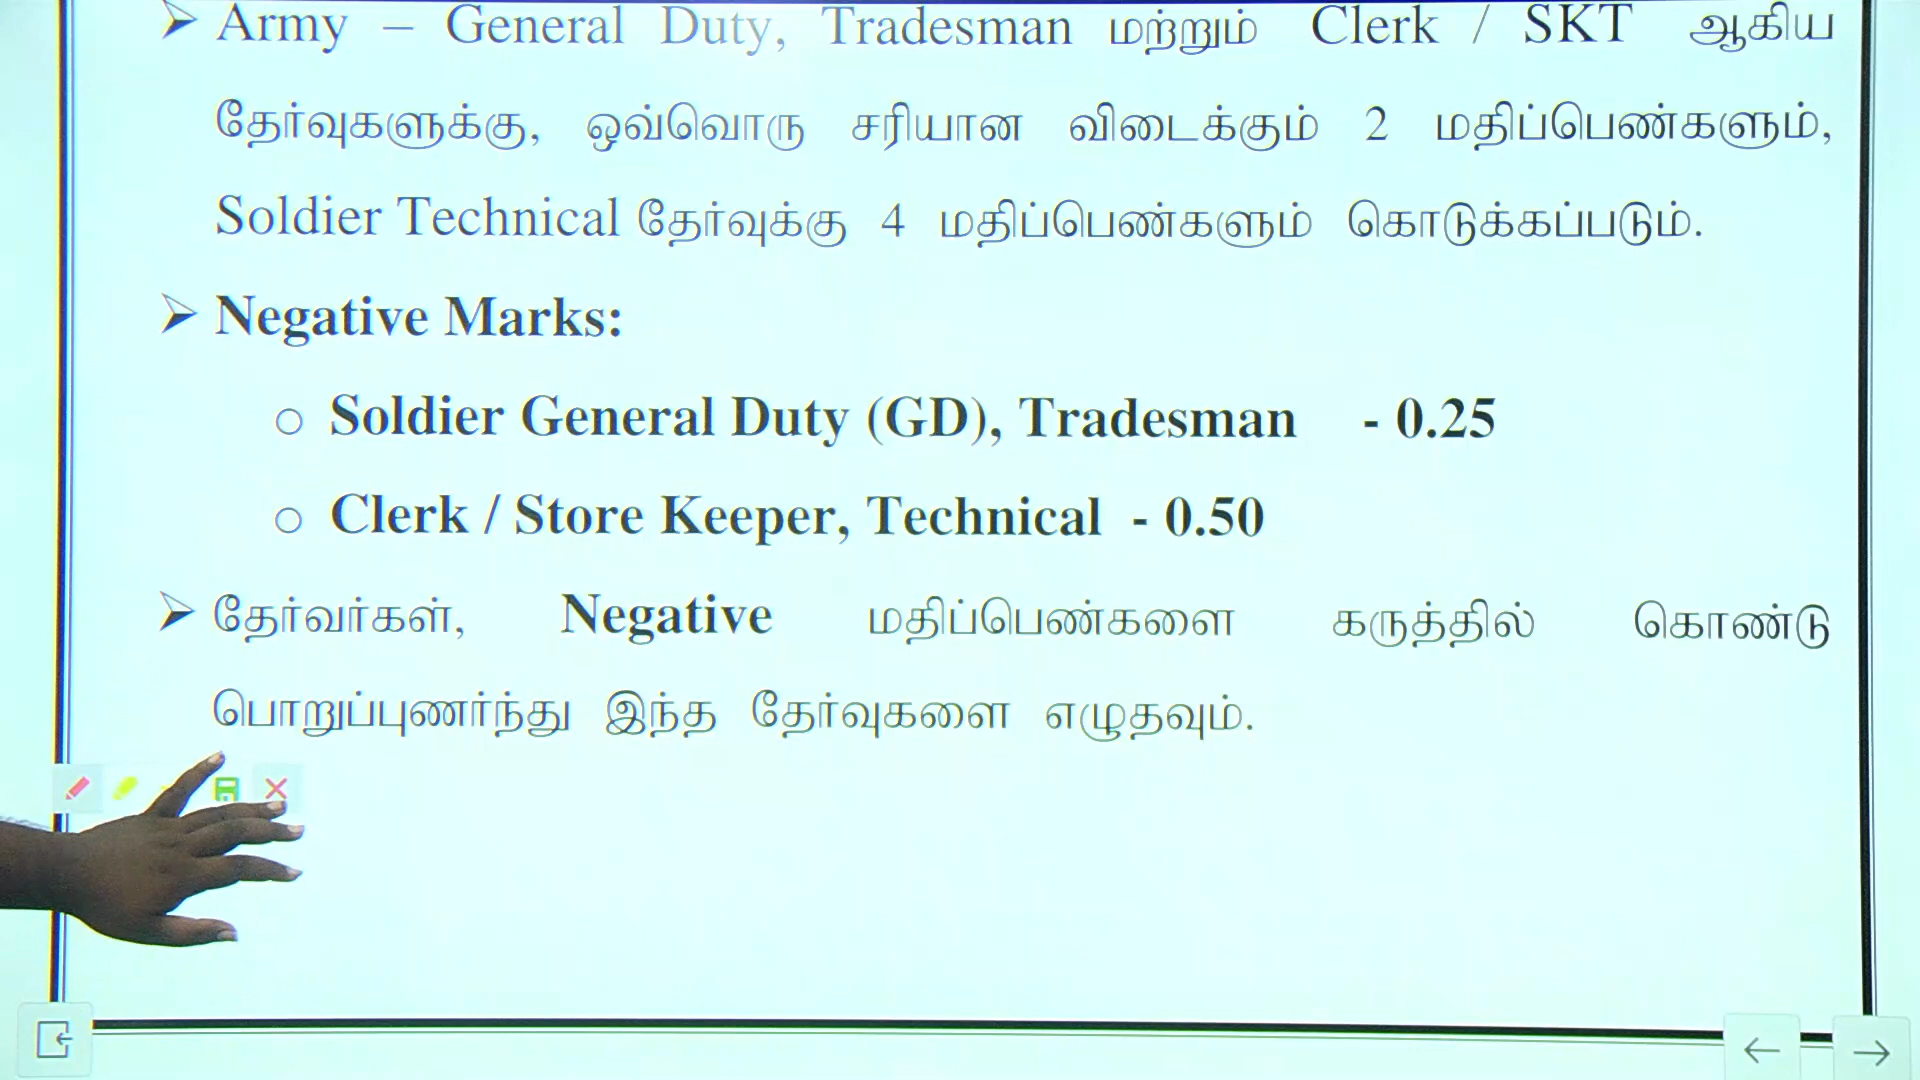 ➤ Army – General Duty, Tradesman மற்றும் Clerk / SKT ஆகிய
தேர்வுகளுக்கு, ஒவ்வொரு சரியான விடைக்கும் 2 மதிப்பெண்களும்,
Soldier Technical தேர்வுக்கு 4 மதிப்பெண்களும் கொடுக்கப்படும்.
➤ Negative Marks:
o Soldier General Duty (GD), Tradesman - 0.25
o Clerk / Store Keeper, Technical - 0.50
➤ தேர்வர்கள், Negative மதிப்பெண்களை கருத்தில் கொண்டு
பொறுப்புணர்ந்து இந்த தேர்வுகளை எழுதவும்.